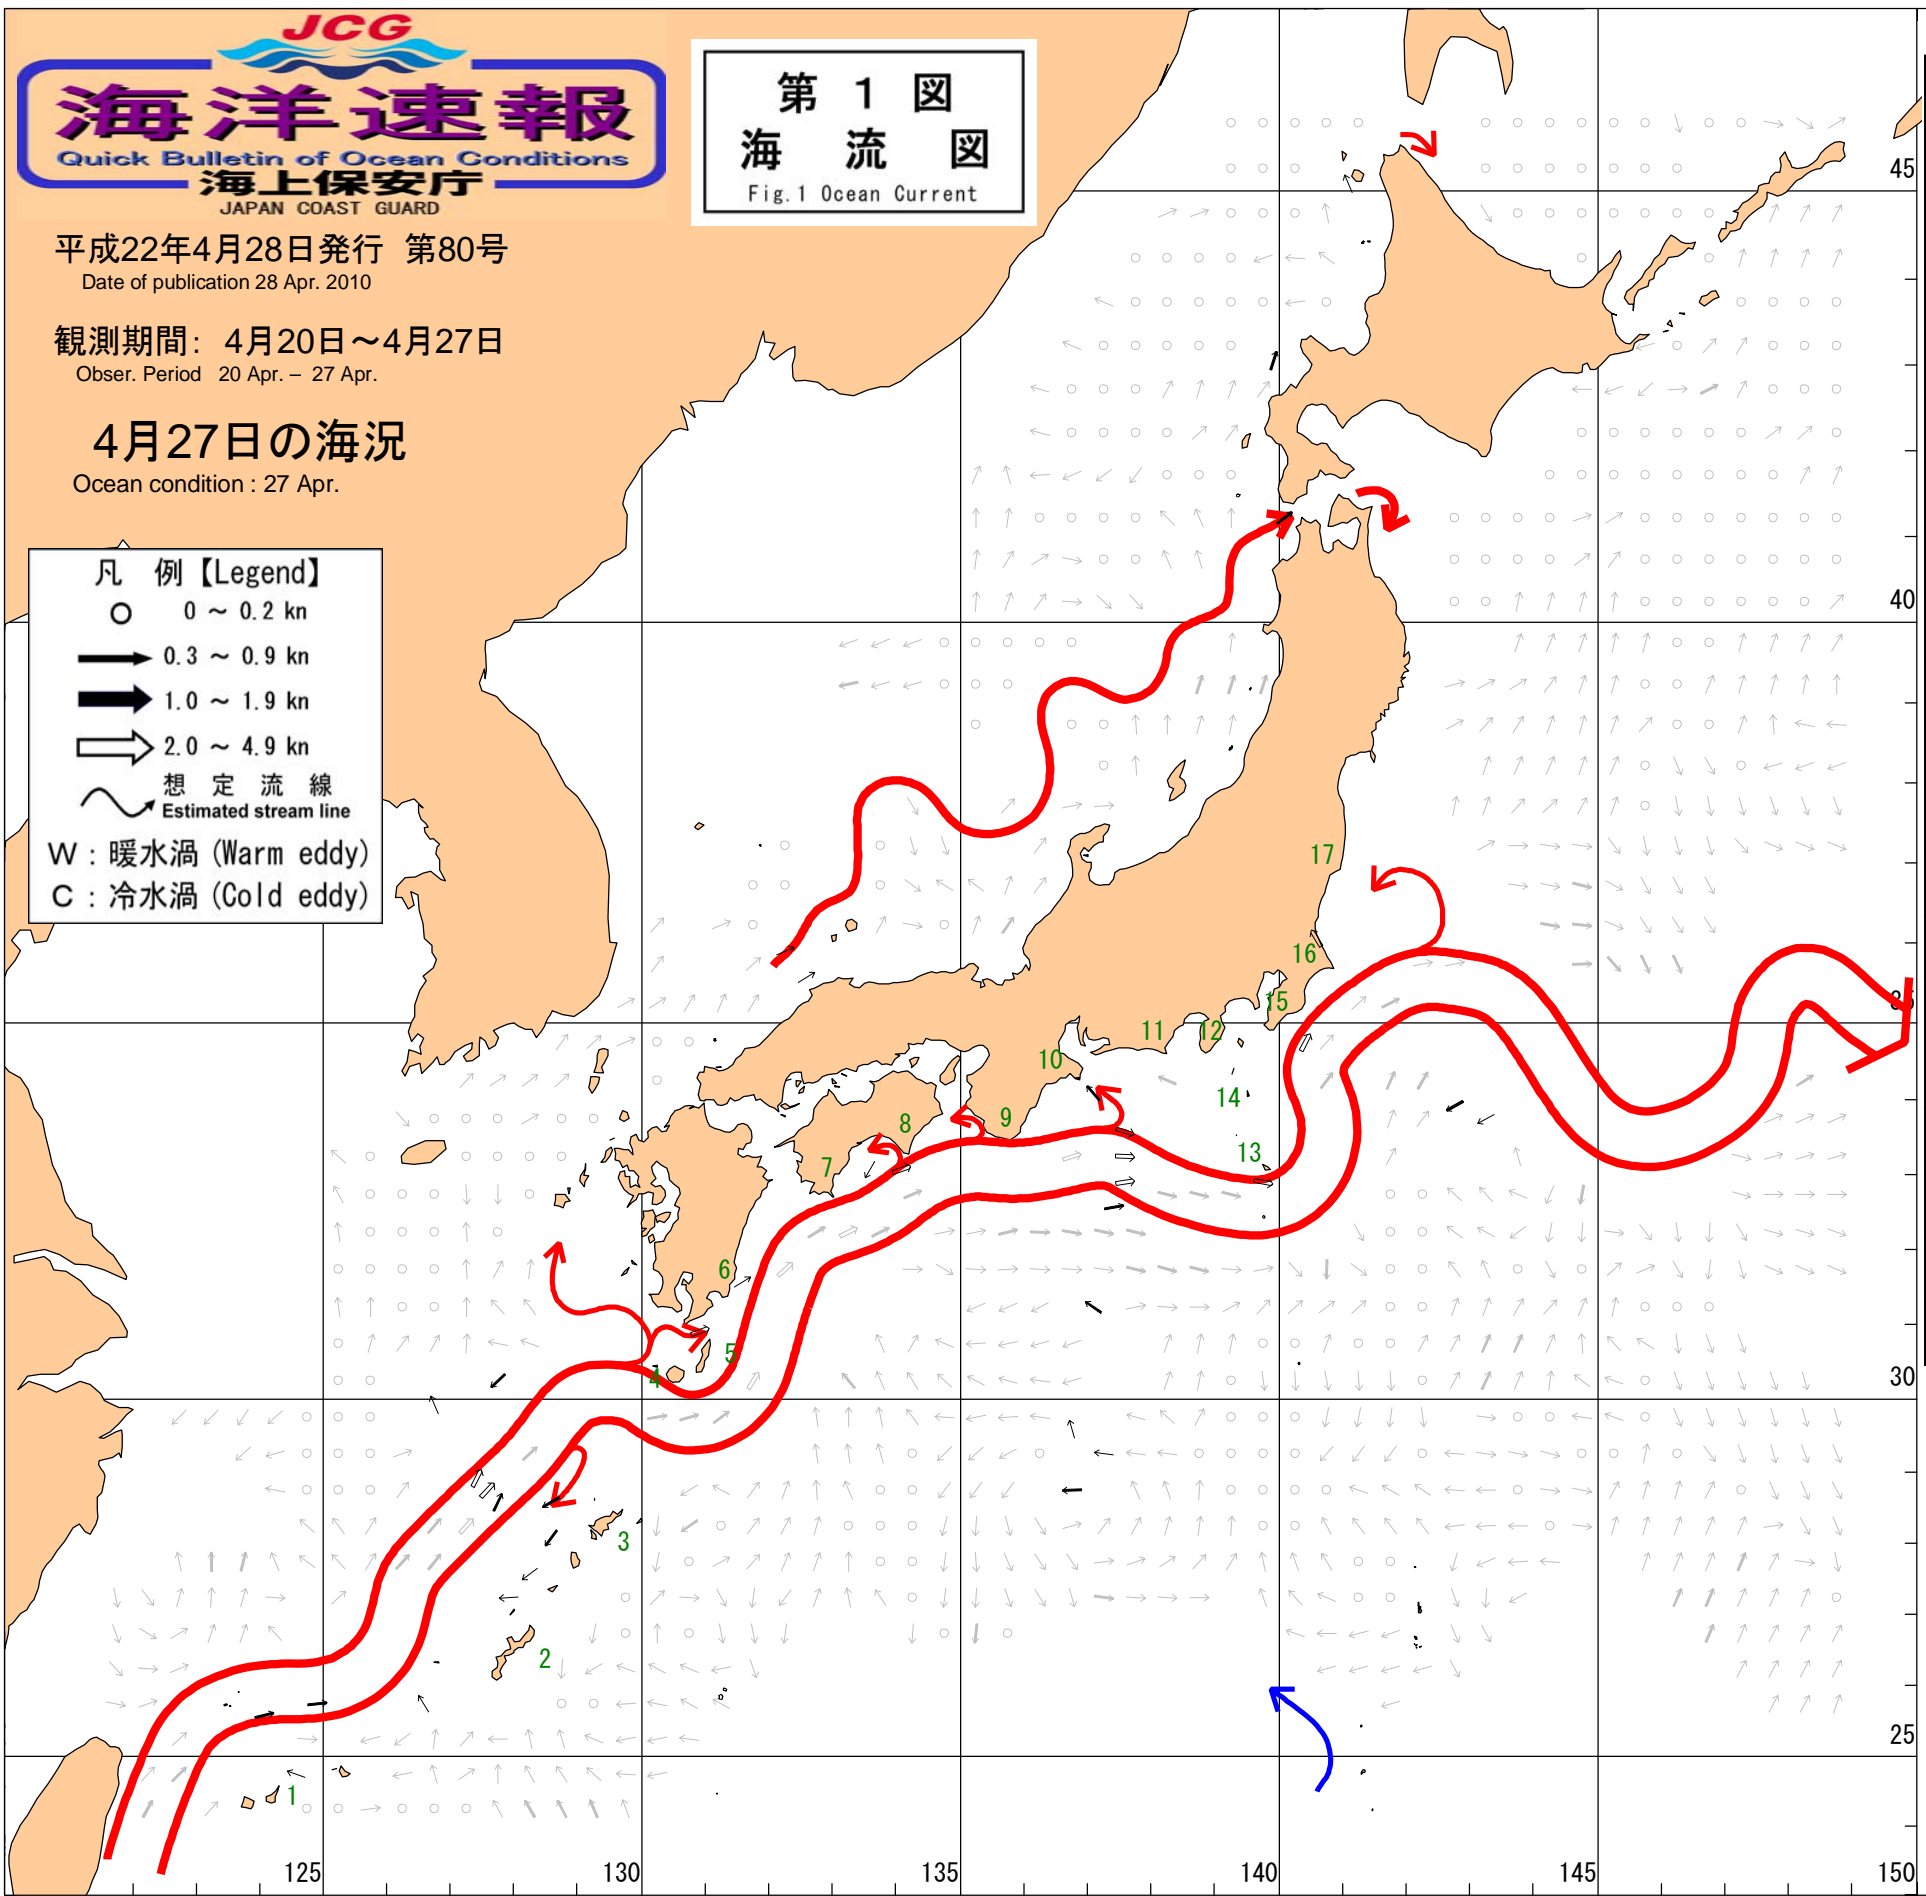 JCG
海洋速報
Quick Bulletin of Ocean Conditions
海上保安庁
JAPAN COAST GUARD
第 1 図
海 流 図
Fig.1 Ocean Current
平成22年4月28日発行 第80号
Date of publication 28 Apr. 2010
観測期間: 4月20日～4月27日
Obser. Period 20 Apr. – 27 Apr.
4月27日の海況
Ocean condition : 27 Apr.
凡 例【Legend】
0 ～ 0.2 kn
0.3 ～ 0.9 kn
1.0 ～ 1.9 kn
2.0 ～ 4.9 kn
想 定 流 線
Estimated stream line
W : 暖水渦 (Warm eddy)
C : 冷水渦 (Cold eddy)
45
40
17
16
35
15
11
12
10
14
9
8
13
7
6
5
4
30
3
2
25
1
125
130
135
140
145
150